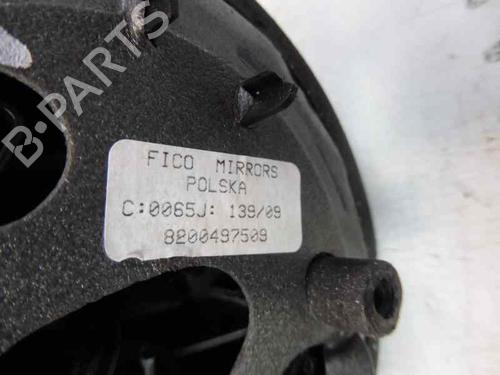 B-PARTS
FICO MIRRORS
POLSKA
C:0065J: 139/09
8200497509